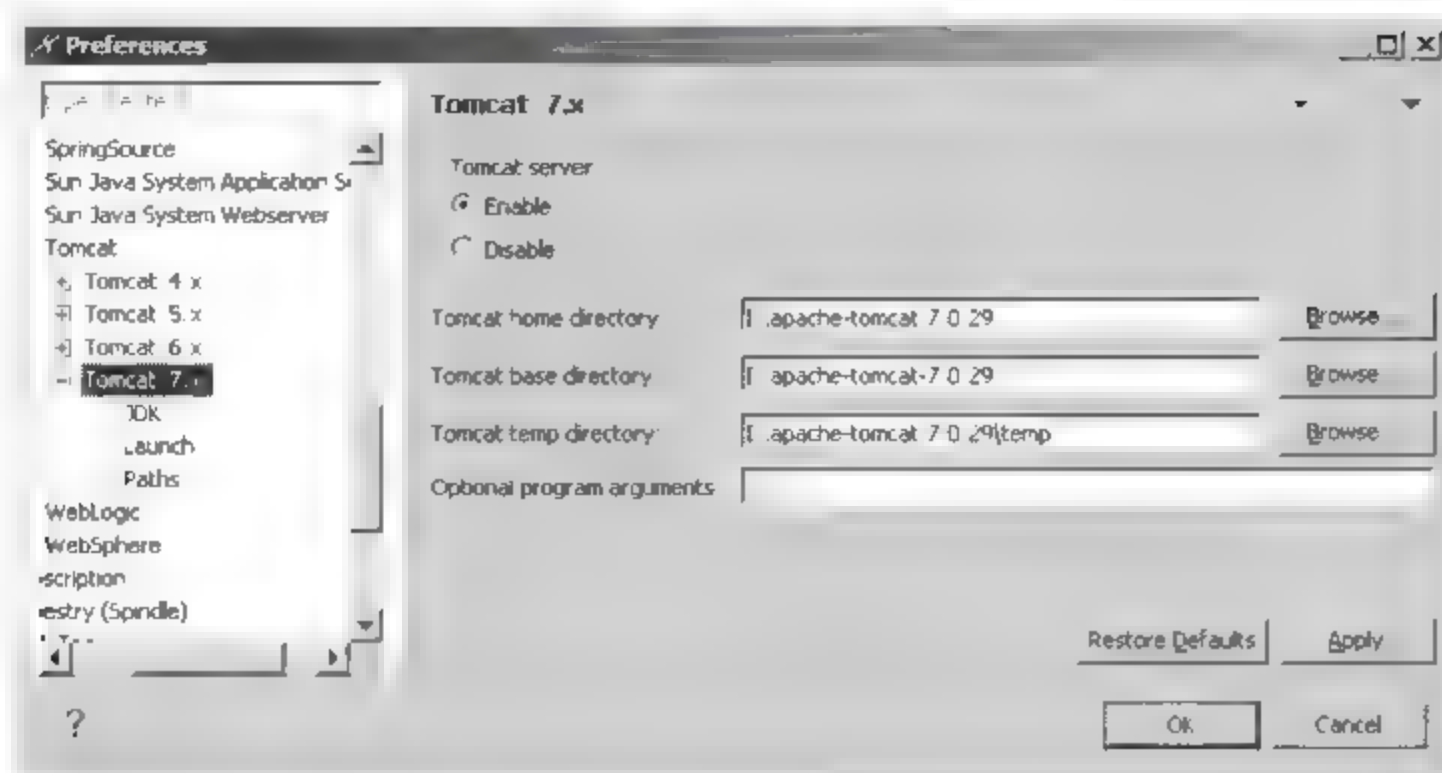 Preferences
SpringSource
Sun Java System Application S
Sun Java System Webserver
Tomcat
Tomcat 4.x
Tomcat 5.x
Tomcat 6.x
Tomcat 7.x
JDK
Launch
Paths
WebLogic
WebSphere
scription
estry (Spindle)
Tomcat 7.x
Tomcat server
Enable
Disable
Tomcat home directory
apache-tomcat-7.0.29
Browse
Tomcat base directory
apache-tomcat-7.0.29
Browse
Tomcat temp directory:
apache-tomcat-7.0.29\temp
Browse
Optional program arguments
Restore Defaults
Apply
?
OK
Cancel